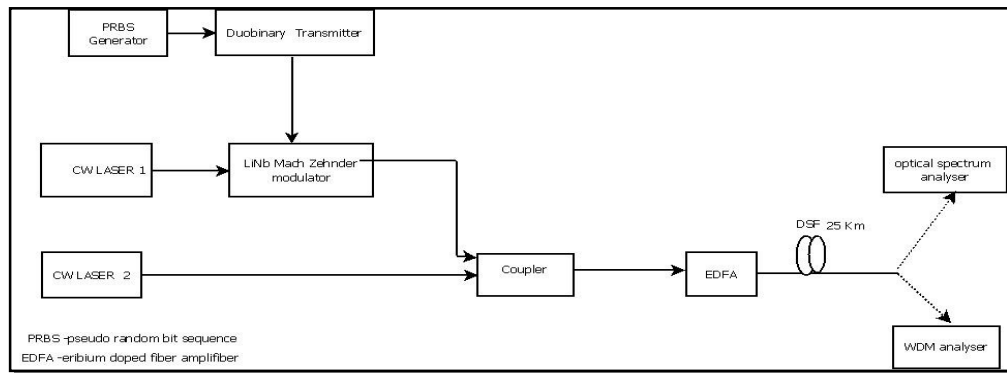 PRBS
Generator
Duobinary Transmitter
CW LASER 1
LiNb Mach Zehnder
modulator
optical spectrum
analyser
DSF 25 Km
CW LASER 2
Coupler
EDFA
PRBS -pseudo random bit sequence
EDFA -eribium doped fiber amplifiber
WDM analyser